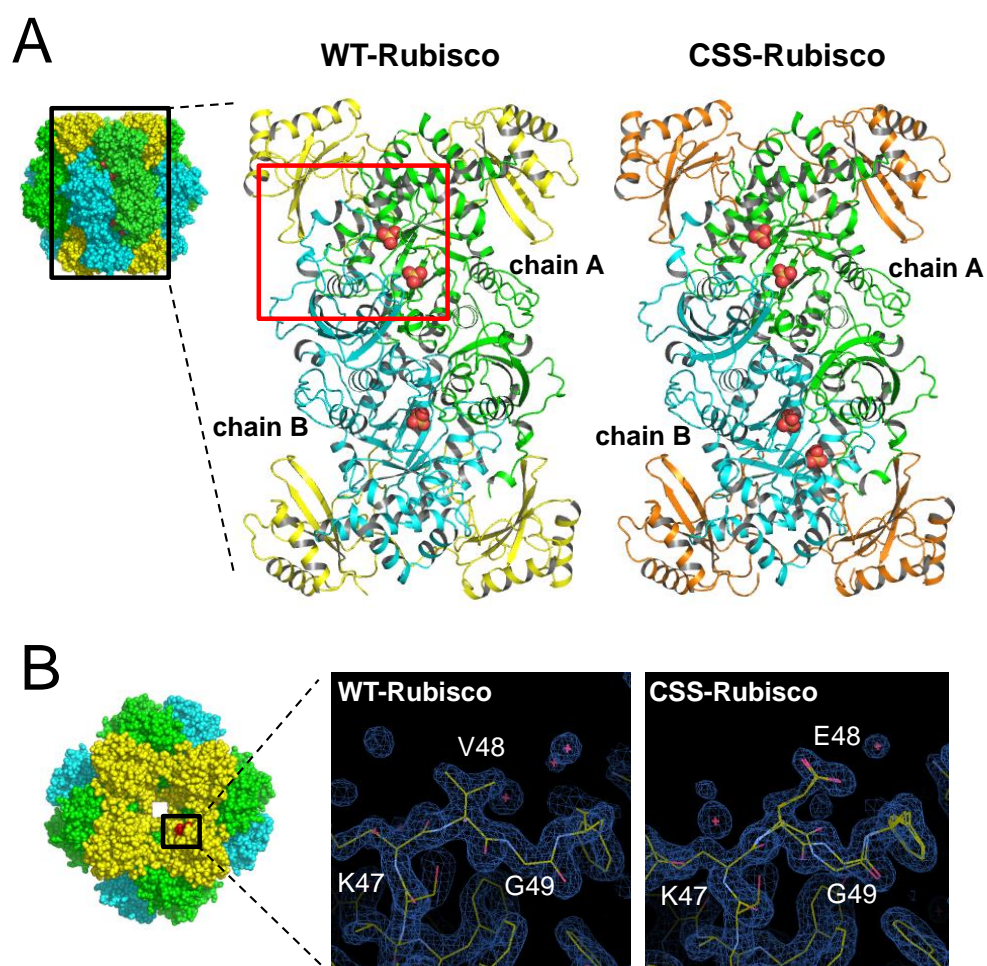 A
WT-Rubisco
CSS-Rubisco
chain A
chain A
chain B
chain B
B
WT-Rubisco
CSS-Rubisco
V48
E48
K47
G49
K47
G49